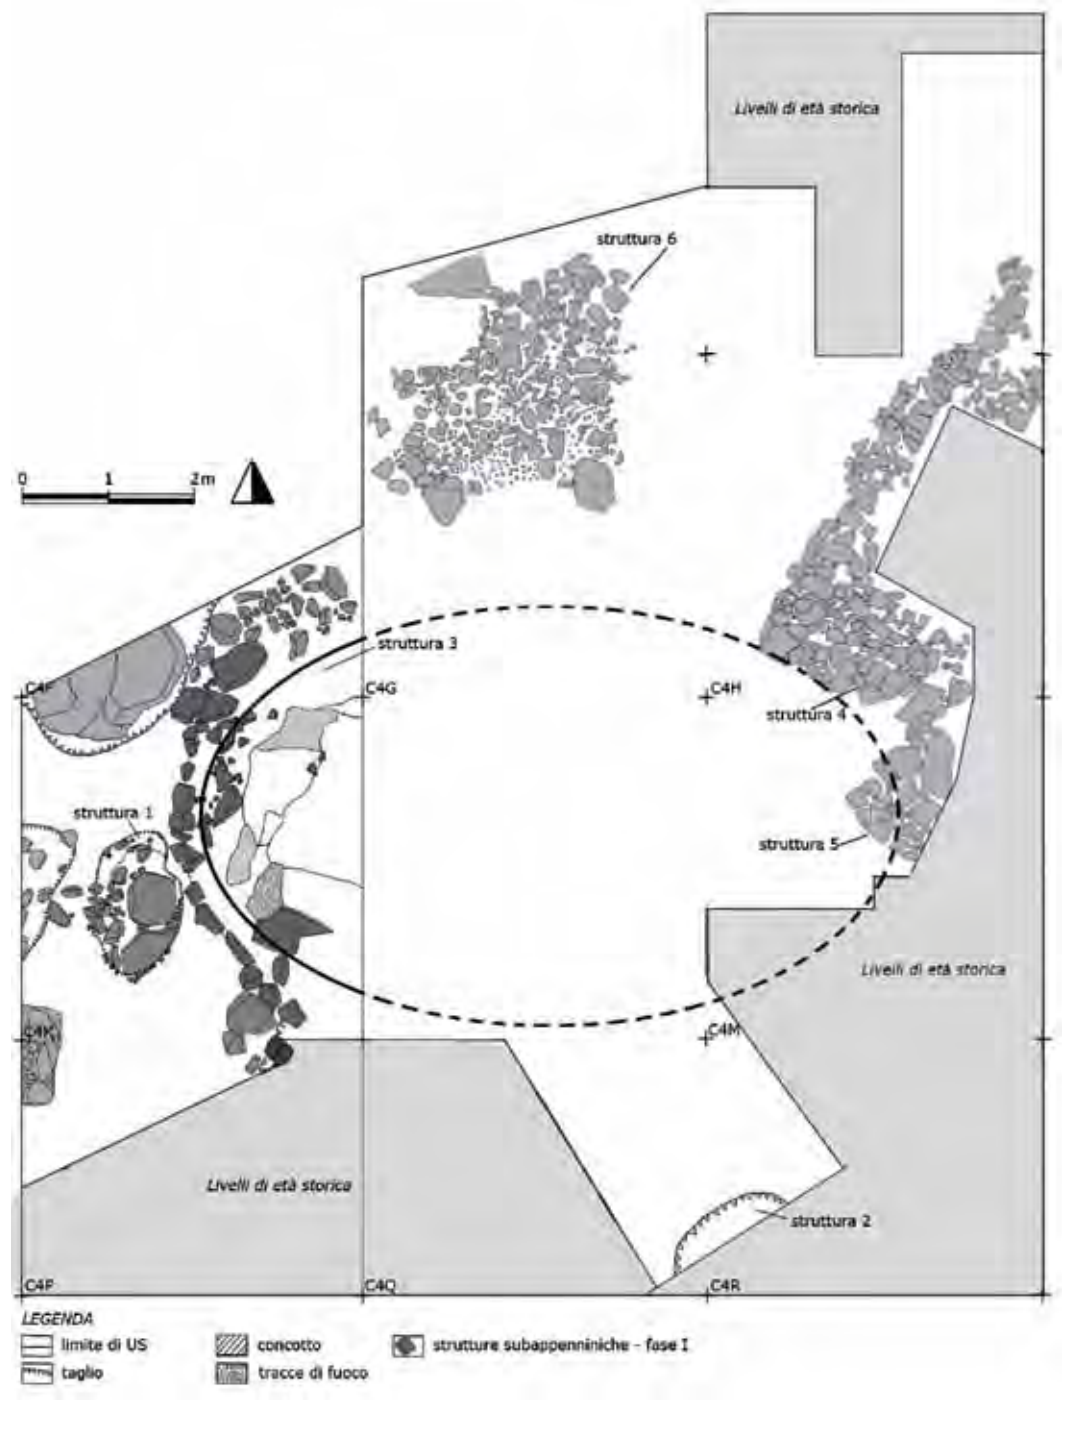 Livelli di età storica
struttura 6
0 1 2m
struttura 3
C4F C4G C4H
struttura 4
struttura 1
struttura 5
Livelli di età storica
C4K C4M
Livelli di età storica
struttura 2
C4P C4Q C4R
LEGENDA
limite di US concotto strutture subappenniniche - fase I
taglio tracce di fuoco